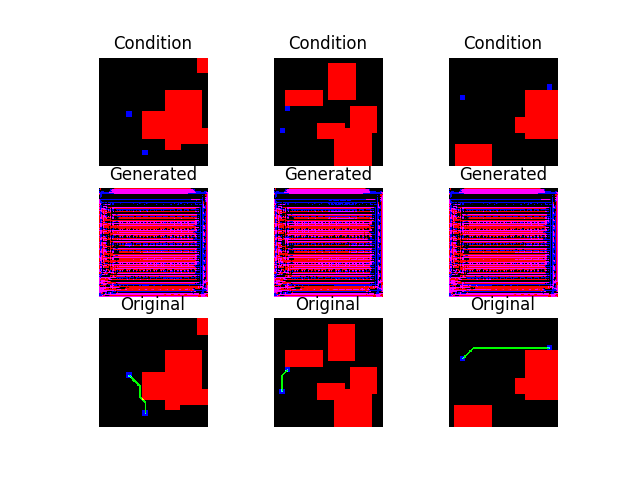 Condition Condition Condition
Generated Generated Generated
Original Original Original